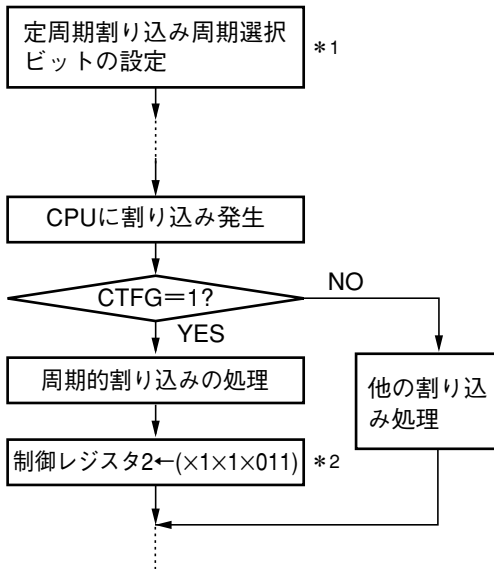 定周期割り込み周期選択
ビットの設定
*1
CPUに割り込み発生
CTFG=1?
NO
YES
周期的割り込みの処理
他の割り込
み処理
制御レジスタ2←(×1×1×011)
*2